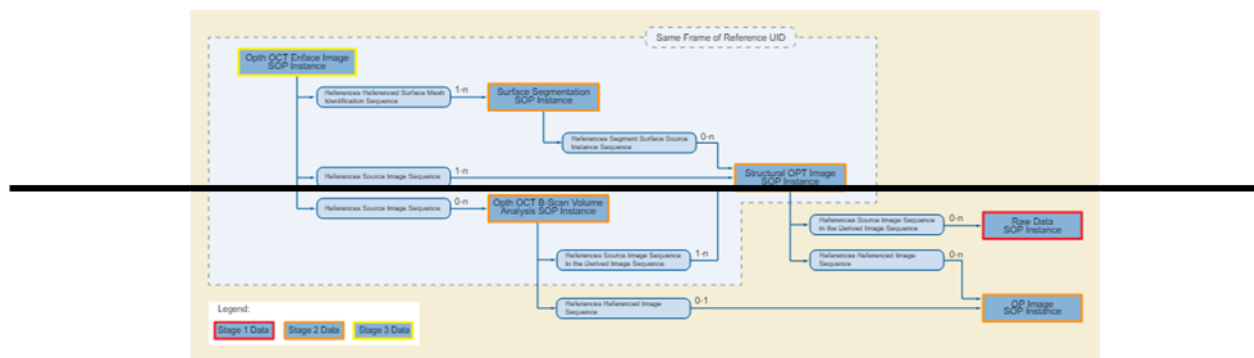 Same Frame of Reference UID
Opth OCT Enface Image
SOP Instance
References Referenced Surface Mesh
Identification Sequence
1-n
Surface Segmentation
SOP Instance
References Segment Surface Source
Instance Sequence
0-n
References Source Image Sequence
1-n
Structural OPT Image
SOP Instance
References Source Image Sequence
0-n
Opth OCT B-Scan Volume
Analysis SOP Instance
References Source Image Sequence
in the Derived Image Sequence
0-n
Raw Data
SOP Instance
References Source Image Sequence
in the Derived Image Sequence
1-n
References Referenced Image
Sequence
0-n
References Referenced Image
Sequence
0-1
OP Image
SOP Instance
Legend:
Stage 1 Data
Stage 2 Data
Stage 3 Data